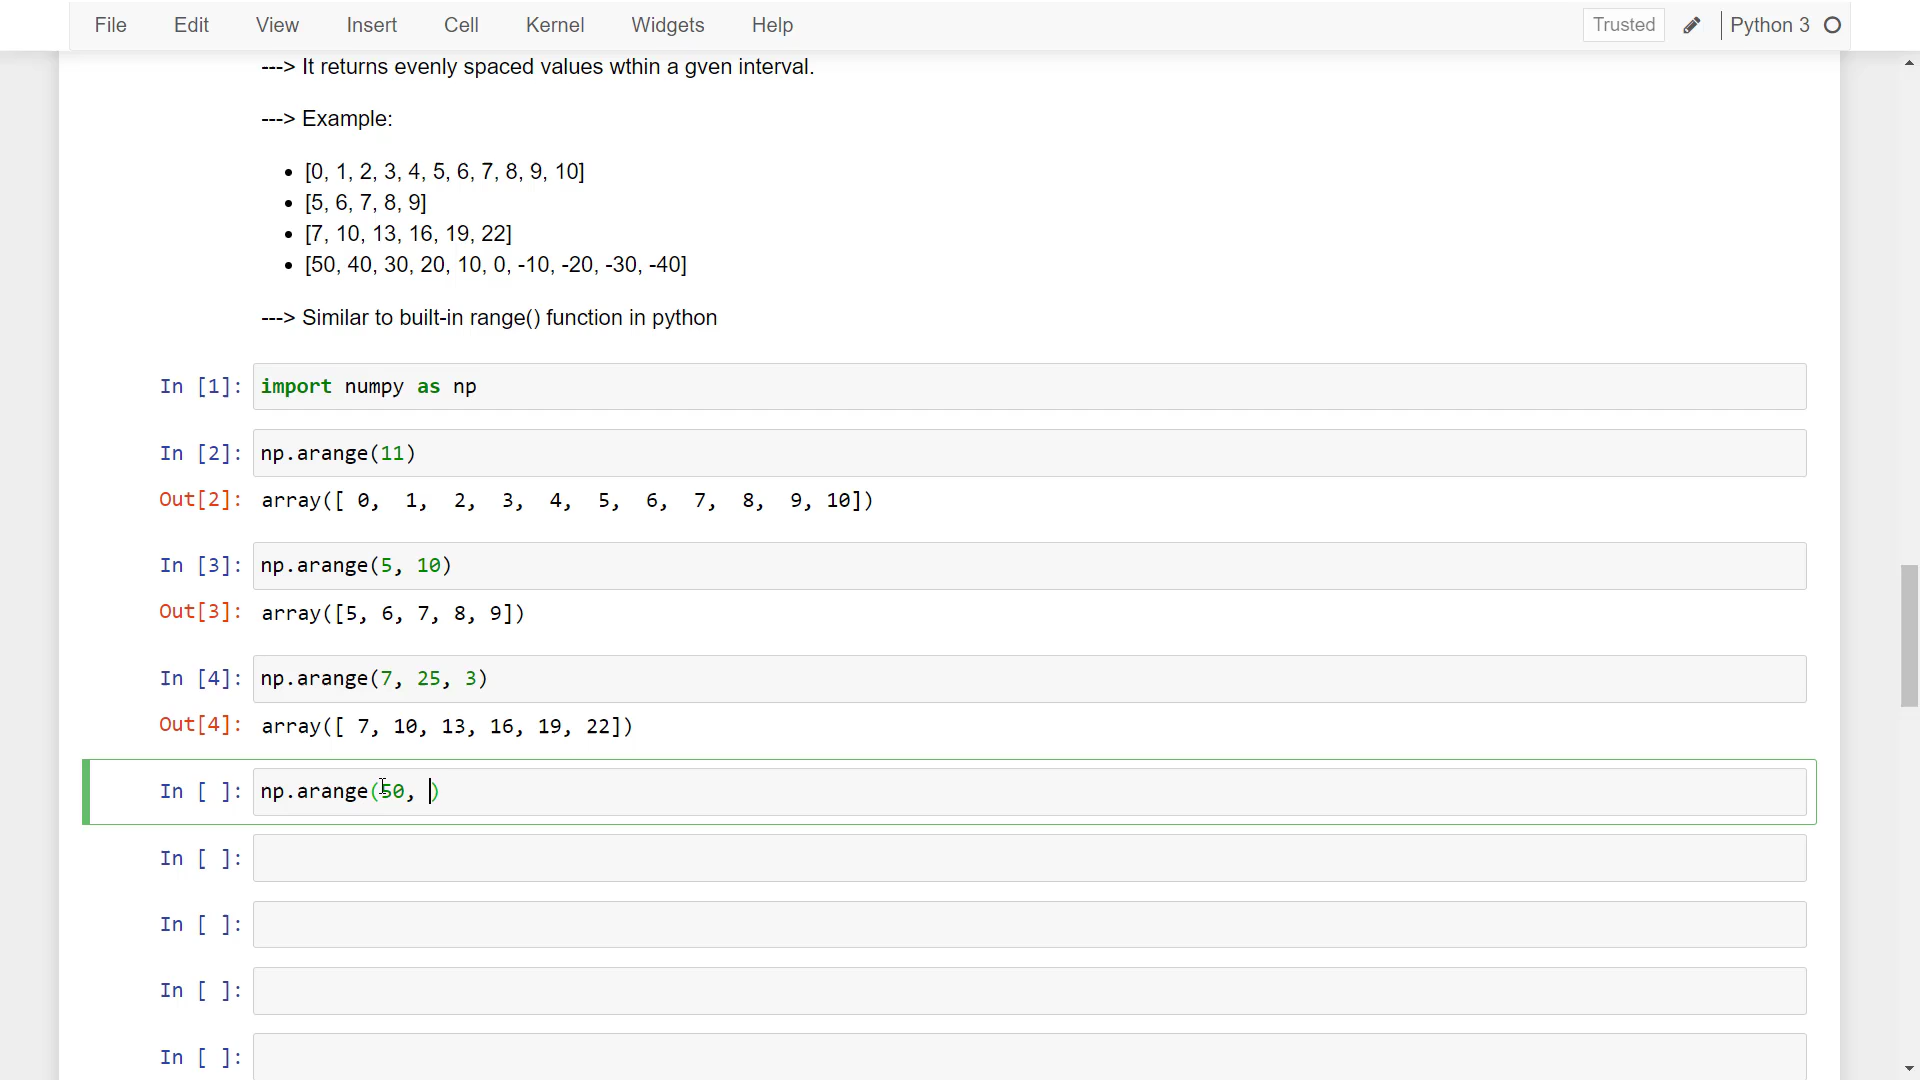 File Edit View Insert Cell Kernel Widgets Help Trusted Python 3
---> It returns evenly spaced values wthin a gven interval.
---> Example:
• [0, 1, 2, 3, 4, 5, 6, 7, 8, 9, 10]
• [5, 6, 7, 8, 9]
• [7, 10, 13, 16, 19, 22]
• [50, 40, 30, 20, 10, 0, -10, -20, -30, -40]
---> Similar to built-in range() function in python
In [1]: import numpy as np
In [2]: np.arange(11)
Out[2]: array([ 0,  1,  2,  3,  4,  5,  6,  7,  8,  9, 10])
In [3]: np.arange(5, 10)
Out[3]: array([5, 6, 7, 8, 9])
In [4]: np.arange(7, 25, 3)
Out[4]: array([ 7, 10, 13, 16, 19, 22])
In [ ]: np.arange(50, )
In [ ]:
In [ ]:
In [ ]:
In [ ]: